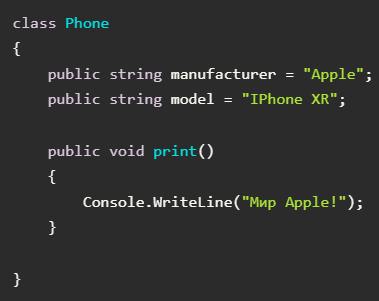 class Phone
{
    public string manufacturer = "Apple";
    public string model = "IPhone XR";

    public void print()
    {
        Console.WriteLine("Мир Apple!");
    }

}